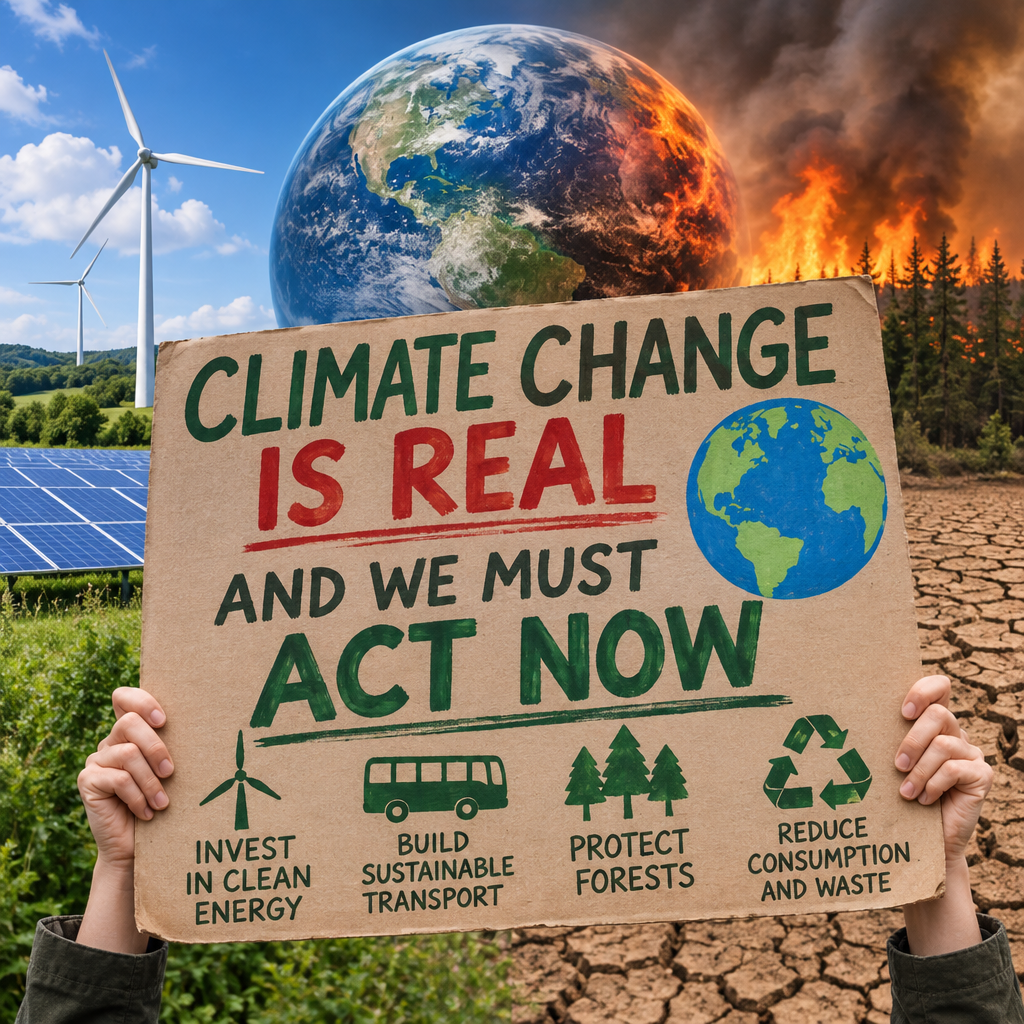 CLIMATE CHANGE
IS REAL
AND WE MUST
ACT NOW
INVEST
IN CLEAN
ENERGY
BUILD
SUSTAINABLE
TRANSPORT
PROTECT
FORESTS
REDUCE
CONSUMPTION
AND WASTE